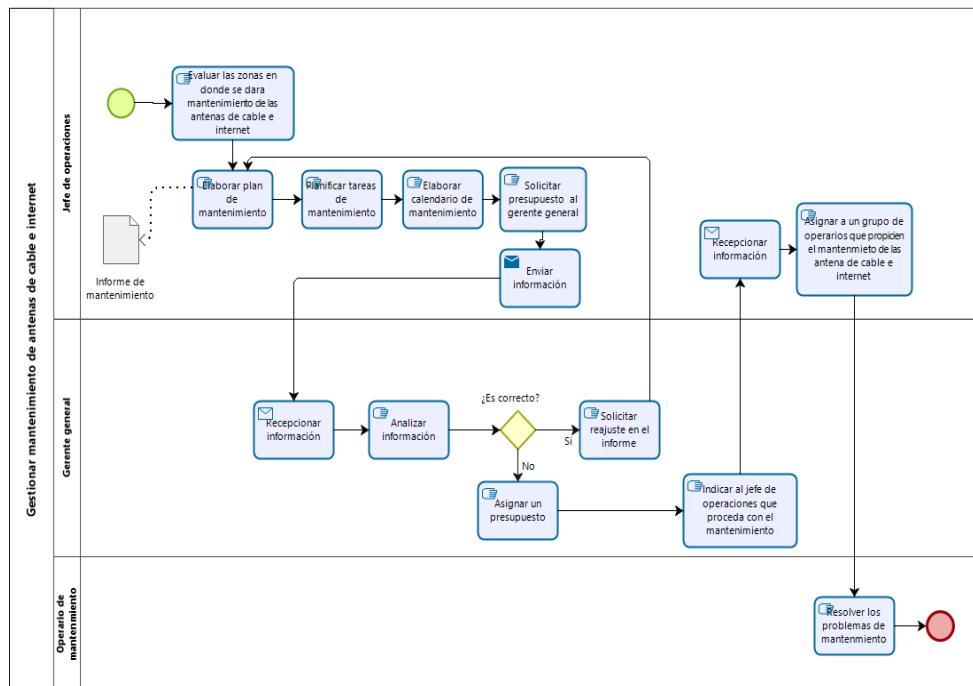 Gestionar mantenimiento de antenas de cable e internet
Jefe de operaciones
Evaluar las zonas en
donde se dara
mantenimiento de las
antenas de cable e
internet
Elaborar plan
de
mantenimiento
Planificar tareas
de
mantenimiento
Elaborar
calendario de
mantenimiento
Solicitar
presupuesto al
gerente general
Informe de
mantenimiento
Enviar
información
Recepcionar
información
Asignar a un grupo de
operarios que propicien
el mantenmieto de las
antena de cable e
internet
Gerente general
Recepcionar
información
Analizar
información
¿Es correcto?
Si
No
Solicitar
reajuste en el
informe
Asignar un
presupuesto
Indicar al jefe de
operaciones que
proceda con el
mantenimiento
Operario de
mantenmiento
Resolver los
problemas de
mantenmiento